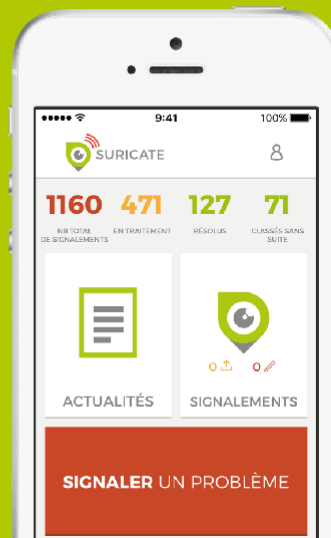 9:41
100%
SURICATE
1160 471 127 71
NB TOTAL DE SIGNALEMENTS
EN TRAITEMENT
RÉSOLUS
CLASSÉS SANS SUITE
0 0
ACTUALITÉS SIGNALEMENTS
SIGNALER UN PROBLÈME